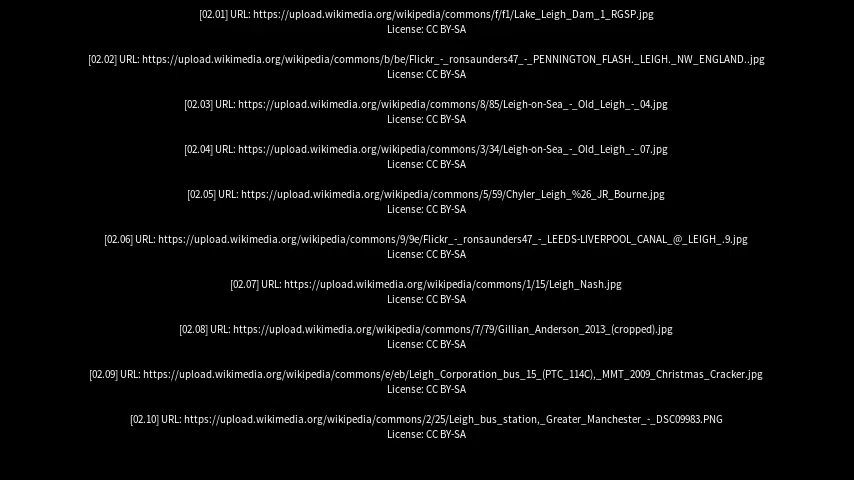 [02.01] URL: https://upload.wikimedia.org/wikipedia/commons/f/f1/Lake_Leigh_Dam_1_RGSP.jpg
License: CC BY-SA
[02.02] URL: https://upload.wikimedia.org/wikipedia/commons/b/be/Flickr_-_ronsaunders47_-_PENNINGTON_FLASH._LEIGH._NW_ENGLAND..jpg
License: CC BY-SA
[02.03] URL: https://upload.wikimedia.org/wikipedia/commons/8/85/Leigh-on-Sea_-_Old_Leigh_-_04.jpg
License: CC BY-SA
[02.04] URL: https://upload.wikimedia.org/wikipedia/commons/3/34/Leigh-on-Sea_-_Old_Leigh_-_07.jpg
License: CC BY-SA
[02.05] URL: https://upload.wikimedia.org/wikipedia/commons/5/59/Chyler_Leigh_%26_JR_Bourne.jpg
License: CC BY-SA
[02.06] URL: https://upload.wikimedia.org/wikipedia/commons/9/9e/Flickr_-_ronsaunders47_-_LEEDS-LIVERPOOL_CANAL_@_LEIGH_.9.jpg
License: CC BY-SA
[02.07] URL: https://upload.wikimedia.org/wikipedia/commons/1/15/Leigh_Nash.jpg
License: CC BY-SA
[02.08] URL: https://upload.wikimedia.org/wikipedia/commons/7/79/Gillian_Anderson_2013_(cropped).jpg
License: CC BY-SA
[02.09] URL: https://upload.wikimedia.org/wikipedia/commons/e/eb/Leigh_Corporation_bus_15_(PTC_114C),_MMT_2009_Christmas_Cracker.jpg
License: CC BY-SA
[02.10] URL: https://upload.wikimedia.org/wikipedia/commons/2/25/Leigh_bus_station,_Greater_Manchester_-_DSC09983.PNG
License: CC BY-SA